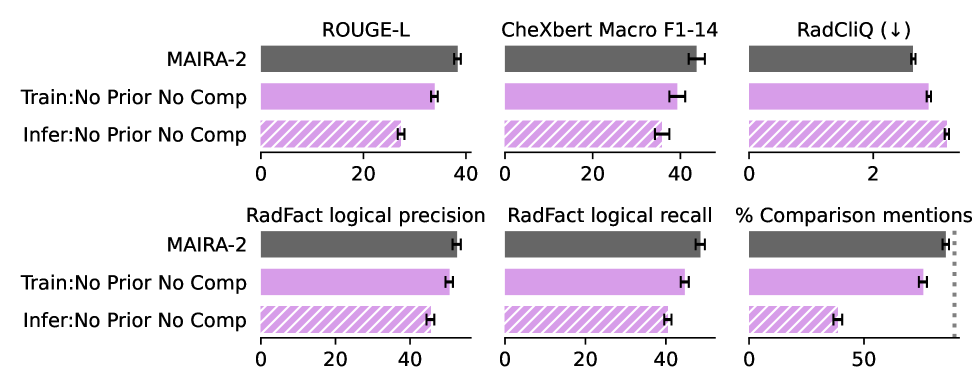 ROUGE-L CheXbert Macro F1-14 RadCliQ (↓)
MAIRA-2
Train:No Prior No Comp
Infer:No Prior No Comp
0 20 40 0 20 40 0 2
RadFact logical precision RadFact logical recall % Comparison mentions
MAIRA-2
Train:No Prior No Comp
Infer:No Prior No Comp
0 20 40 0 20 40 0 50